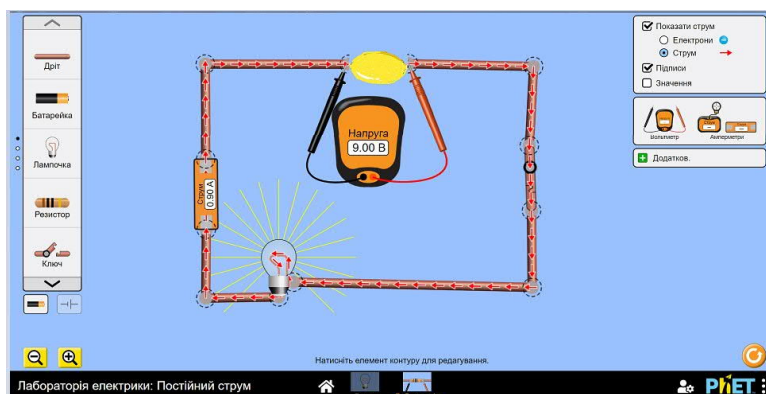 Дріт
Батарейка
Лампочка
Резистор
Ключ
Струм
0.90 А
Напруга
9.00 В
Показати струм
Електрони
Струм
Підписи
Значення
Вольтметр
Амперметри
Додатков.
Натисніть елемент контуру для редагування.
Лабораторія електрики: Постійний струм
PhET